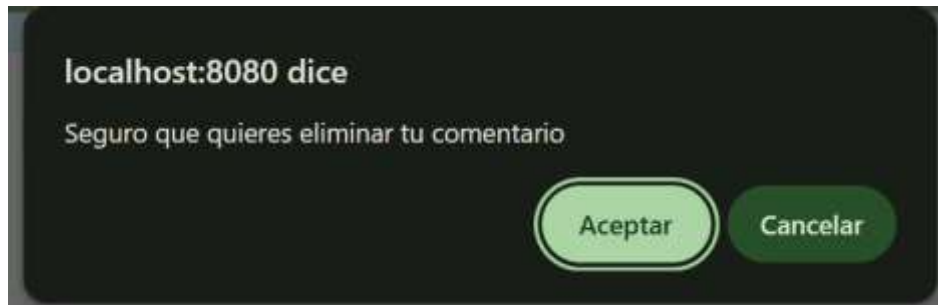 localhost:8080 dice
Seguro que quieres eliminar tu comentario
Aceptar
Cancelar